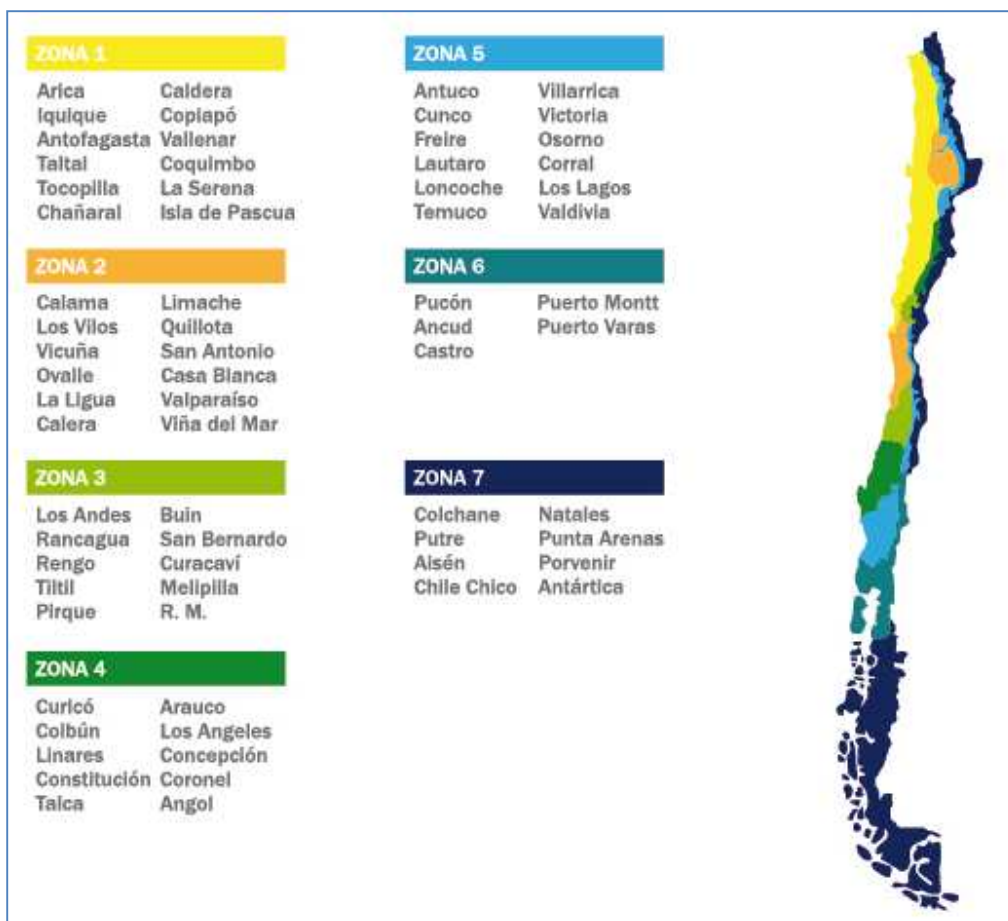 ZONA 1
Arica Caldera
Iquique Copiapó
Antofagasta Vallenar
Taltal Coquimbo
Tocopilla La Serena
Chañaral Isla de Pascua
ZONA 2
Calama Limache
Los Vilos Quillota
Vicuña San Antonio
Ovalle Casa Blanca
La Ligua Valparaíso
Calera Viña del Mar
ZONA 3
Los Andes Buin
Rancagua San Bernardo
Rengo Curacaví
Tiltil Melipilla
Pirque R. M.
ZONA 4
Curicó Arauco
Colbún Los Angeles
Linares Concepción
Constitución Coronel
Talca Angol
ZONA 5
Antuco Villarrica
Cunco Victoria
Freire Osorno
Lautaro Corral
Loncoche Los Lagos
Temuco Valdivia
ZONA 6
Pucón Puerto Montt
Ancud Puerto Varas
Castro
ZONA 7
Colchane Natales
Putre Punta Arenas
Aisén Porvenir
Chile Chico Antártica